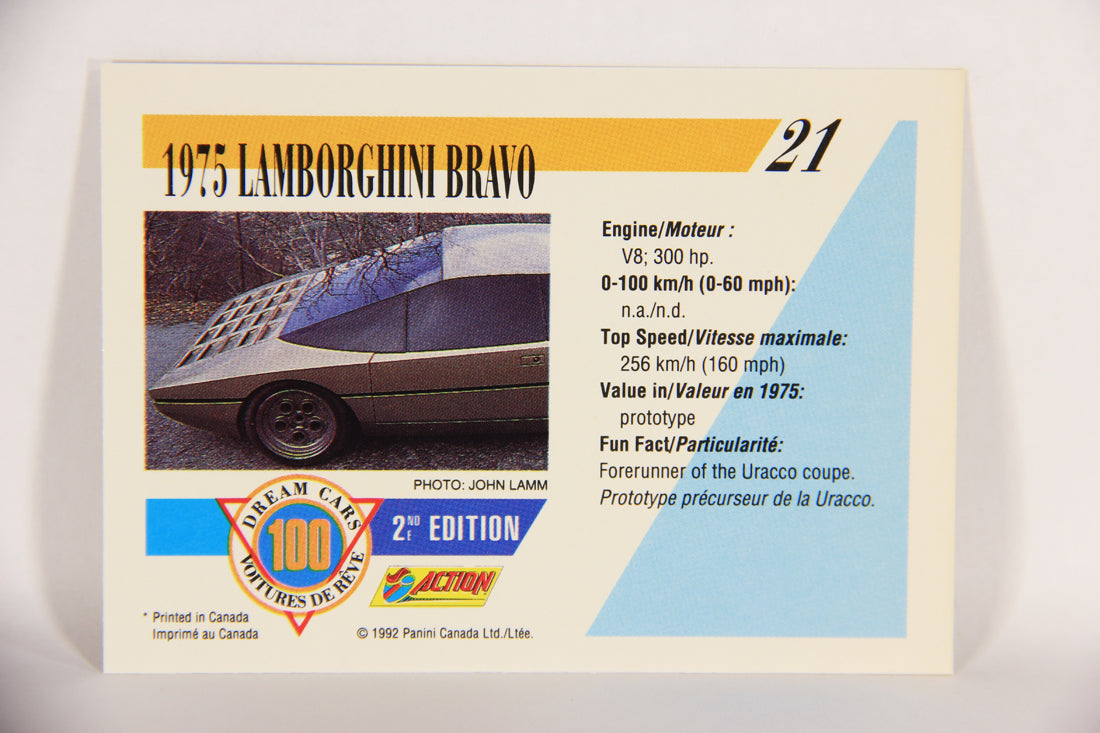 21
1975 LAMBORGHINI BRAVO
Engine/Moteur :
V8; 300 hp.
0-100 km/h (0-60 mph):
n.a./n.d.
Top Speed/Vitesse maximale:
256 km/h (160 mph)
Value in/Valeur en 1975:
prototype
Fun Fact/Particularité:
Forerunner of the Uracco coupe.
Prototype précurseur de la Uracco.
PHOTO: JOHN LAMM
DREAM CARS
100
VOITURES DE RÊVE
2ND E EDITION
ACTION
* Printed in Canada
Imprimé au Canada
© 1992 Panini Canada Ltd./Ltée.